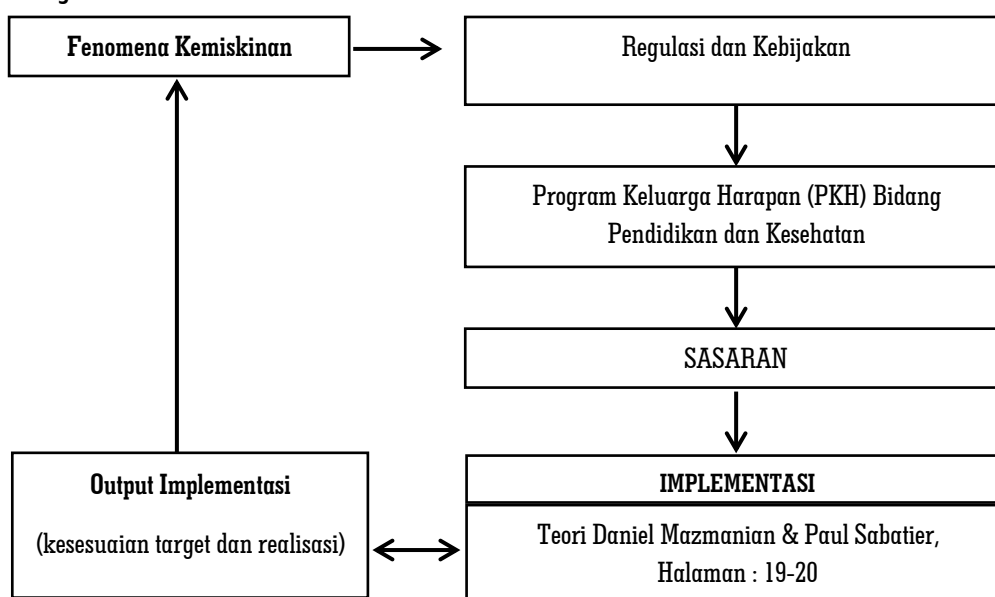 Fenomena Kemiskinan
Regulasi dan Kebijakan
Program Keluarga Harapan (PKH) Bidang
Pendidikan dan Kesehatan
SASARAN
IMPLEMENTASI
Teori Daniel Mazmanian & Paul Sabatier,
Halaman : 19-20
Output Implementasi
(kesesuaian target dan realisasi)